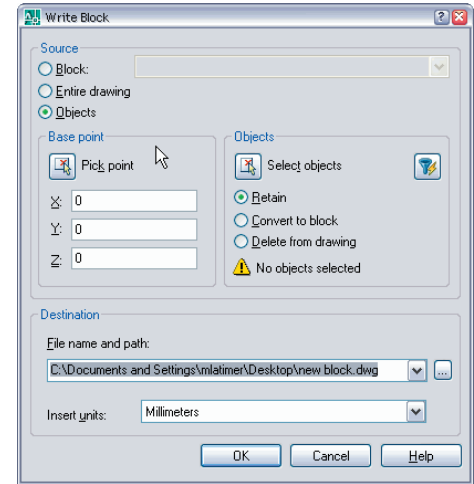 Write Block
Source
Block:
Entire drawing
Objects
Base point
Pick point
X: 0
Y: 0
Z: 0
Objects
Select objects
Retain
Convert to block
Delete from drawing
No objects selected
Destination
File name and path:
C:\Documents and Settings\mlatimer\Desktop\new block.dwg
...
Insert units: Millimeters
OK Cancel Help